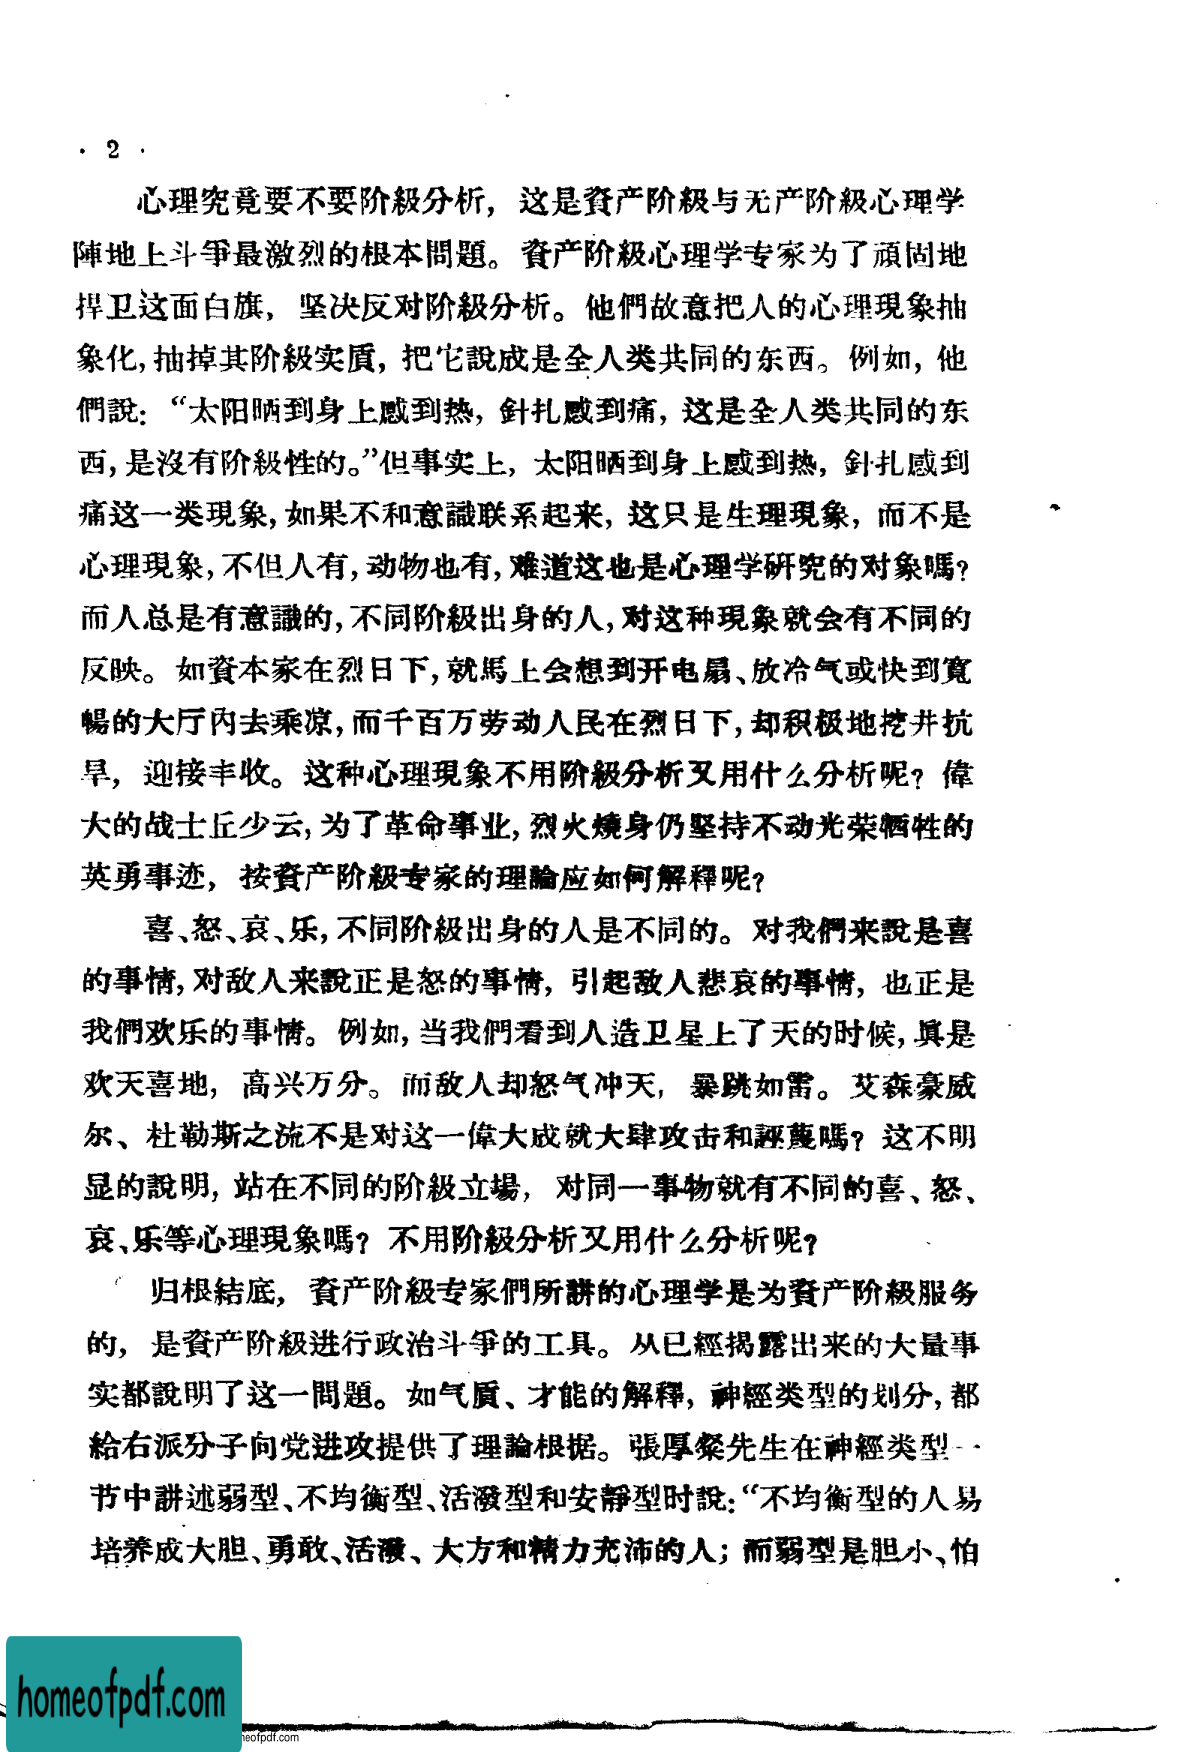 · 2 ·
心理究竟要不要阶級分析，这是資产阶級与无产阶級心理学
陣地上斗爭最激烈的根本問題。資产阶級心理学专家为了頑固地
捍卫这面白旗，坚决反对阶級分析。他們故意把人的心理現象抽
象化，抽掉其阶級实质，把它說成是全人类共同的东西。例如，他
們說：“太阳晒到身上感到热，針扎感到痛，这是全人类共同的东
西，是沒有阶級性的。”但事实上，太阳晒到身上感到热，針扎感到
痛这一类現象，如果不和意識联系起来，这只是生理現象，而不是
心理現象，不但人有，动物也有，难道这也是心理学研究的对象嗎？
而人总是有意識的，不同阶級出身的人，对这种現象就会有不同的
反映。如資本家在烈日下，就馬上会想到开电扇、放冷气或快到寬
暢的大厅內去乘凉，而千百万劳动人民在烈日下，却积极地挖井抗
旱，迎接丰收。这种心理現象不用阶級分析又用什么分析呢？偉
大的战士丘少云，为了革命事业，烈火燒身仍坚持不动光荣牺牲的
英勇事迹，按資产阶級专家的理論应如何解釋呢？
喜、怒、哀、乐，不同阶級出身的人是不同的。对我們来說是喜
的事情，对敌人来說正是怒的事情，引起敌人悲哀的事情，也正是
我們欢乐的事情。例如，当我們看到人造卫星上了天的时候，眞是
欢天喜地，高兴万分。而敌人却怒气冲天，暴跳如雷。艾森豪威
尔、杜勒斯之流不是对这一偉大成就大肆攻击和誣蔑嗎？这不明
显的說明，站在不同的阶級立場，对同一事物就有不同的喜、怒、
哀、乐等心理現象嗎？不用阶級分析又用什么分析呢？
归根結底，資产阶級专家們所講的心理学是为資产阶級服务
的，是資产阶級进行政治斗爭的工具。从已經揭露出来的大量事
实都說明了这一問題。如气质、才能的解釋，神經类型的划分，都
給右派分子向党进攻提供了理論根据。張厚粲先生在神經类型一
节中講述弱型、不均衡型、活潑型和安靜型时說：“不均衡型的人易
培养成大胆、勇敢、活潑、大方和精力充沛的人；而弱型是胆小、怕
homeofpdf.com
neofpdf.com